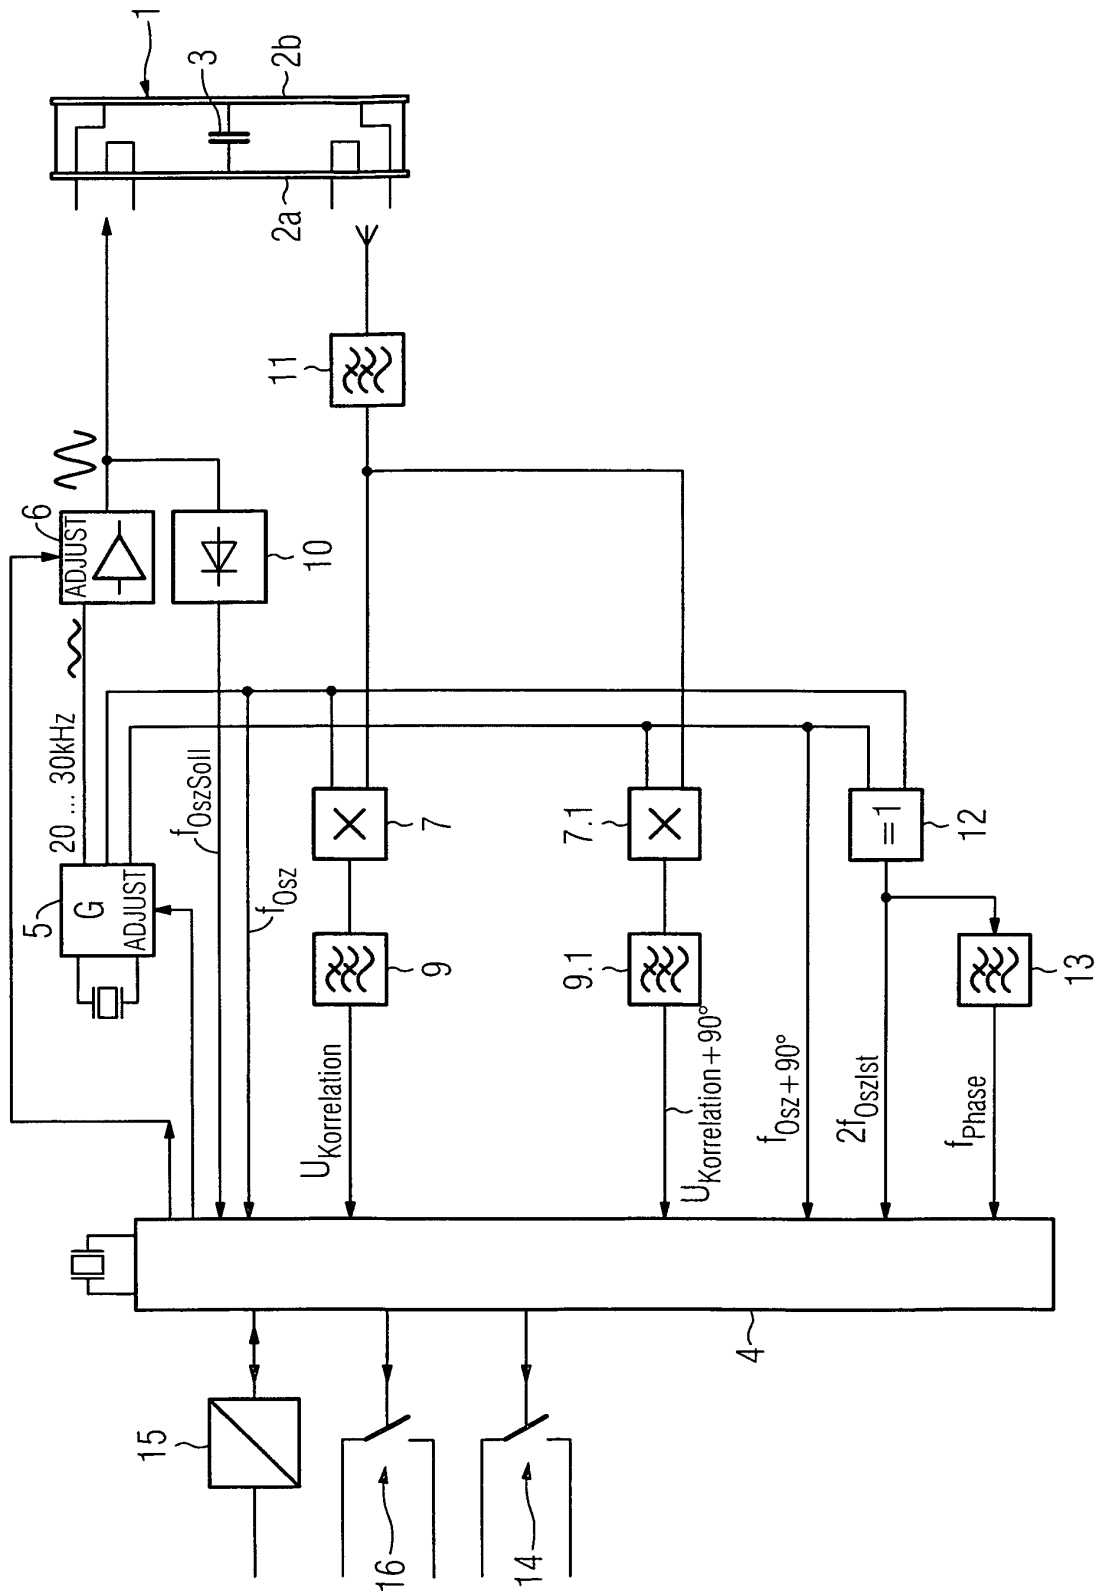 1
3
2b
2a
11
6
ADJUST
10
20 ... 30kHz
fOszSoll
5
G
ADJUST
fOsz
7
7.1
=1
12
9
9.1
13
UKorrelation
UKorrelation+90°
fOsz+90°
2fOszIst
fPhase
4
15
16
14